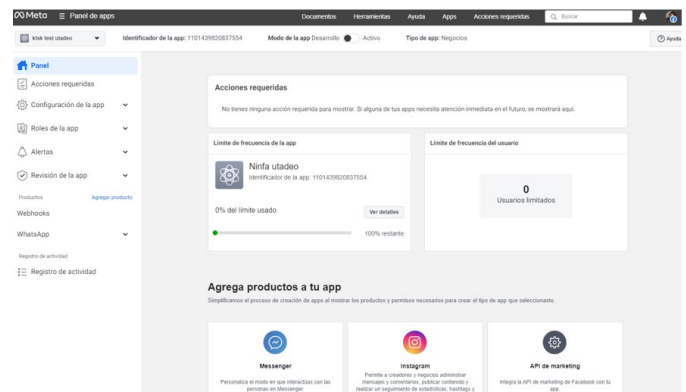 Meta
Panel de apps
Documentos
Herramientas
Ayuda
Apps
Acciones requeridas
Buscar
ktsk test utadeo
Identificador de la app: 1101439820837554
Modo de la app Desarrollo
Activo
Tipo de app: Negocios
Ayuda
Panel
Acciones requeridas
Configuración de la app
Roles de la app
Alertas
Revisión de la app
Productos
Agregar producto
Webhooks
WhatsApp
Registro de actividad
Registro de actividad
Acciones requeridas
No tienes ninguna acción requerida para mostrar. Si alguna de tus apps necesita atención inmediata en el futuro, se mostrará aquí.
Límite de frecuencia de la app
Ninfa utadeo
Identificador de la app: 1101439820837554
0% del límite usado
Ver detalles
100% restante
Límite de frecuencia del usuario
0
Usuarios limitados
Agrega productos a tu app
Simplificamos el proceso de creación de apps al mostrar los productos y permisos necesarios para crear el tipo de app que seleccionaste.
Messenger
Personaliza el modo en que interactúas con las
personas en Messenger.
Instagram
Permite a creadores y negocios administrar
mensajes y comentarios, publicar contenido y
realizar un seguimiento de estadísticas, hashtags y
API de marketing
Integra la API de marketing de Facebook con tu
app.